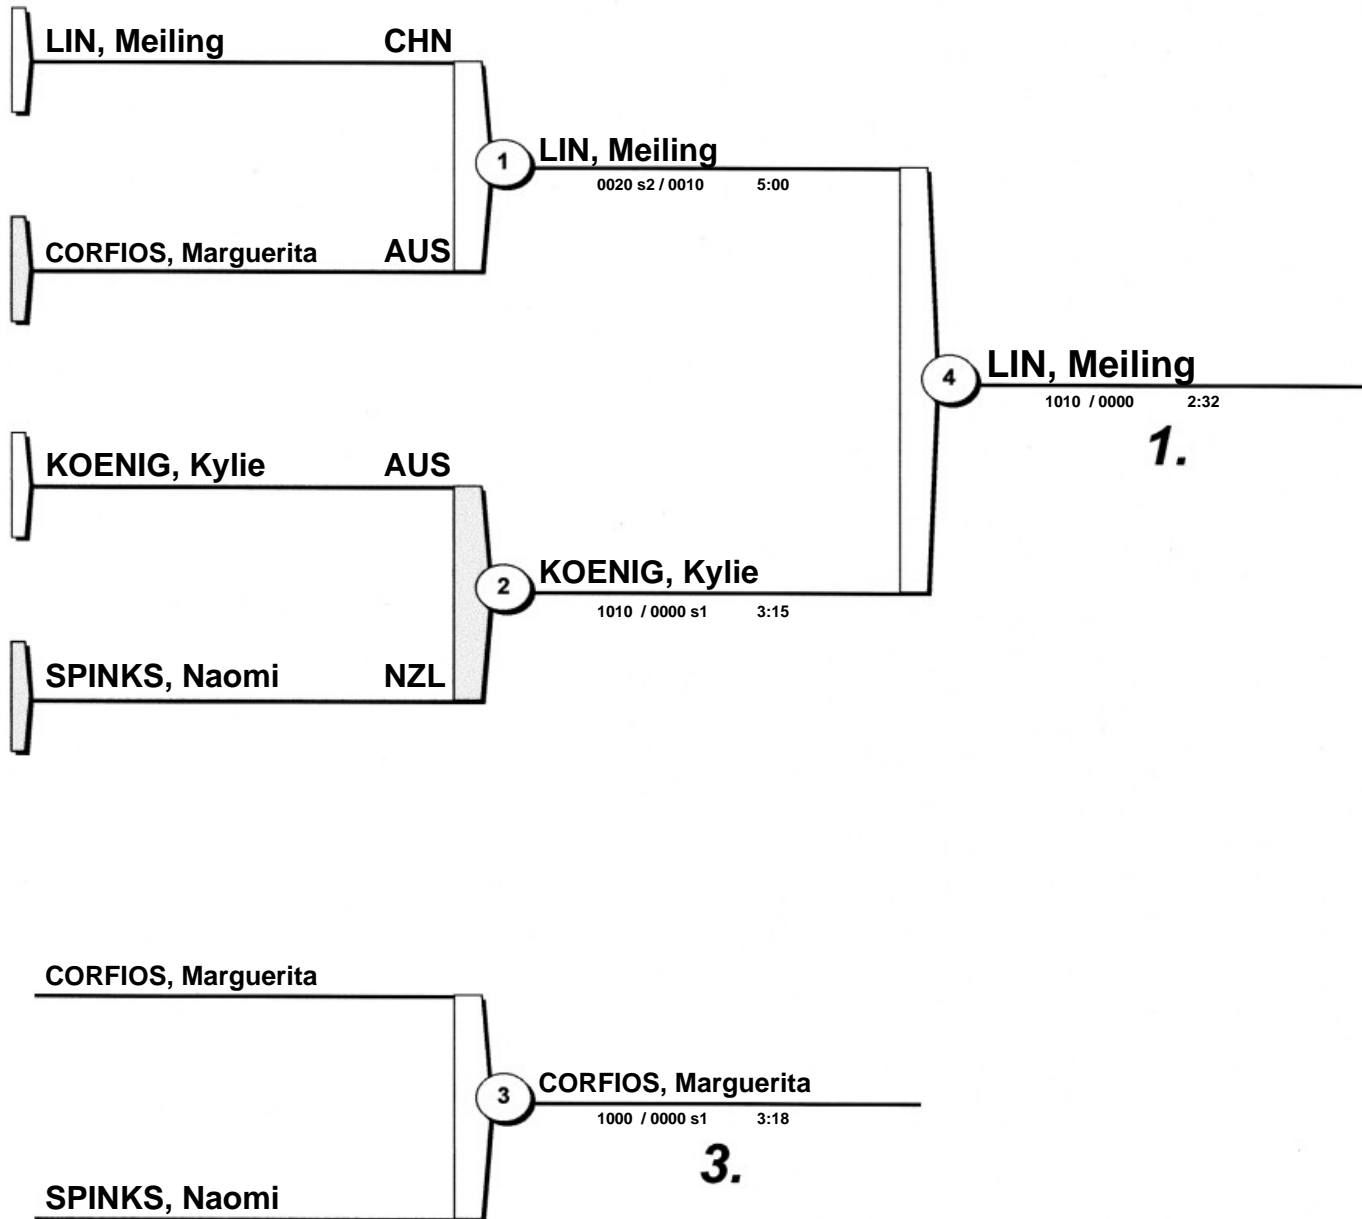 LIN, Meiling CHN
1 LIN, Meiling
0020 s2 / 0010 5:00
CORFIOS, Marguerita AUS
4 LIN, Meiling
1010 / 0000 2:32
1.
KOENIG, Kylie AUS
2 KOENIG, Kylie
1010 / 0000 s1 3:15
SPINKS, Naomi NZL
CORFIOS, Marguerita
3 CORFIOS, Marguerita
1000 / 0000 s1 3:18
3.
SPINKS, Naomi